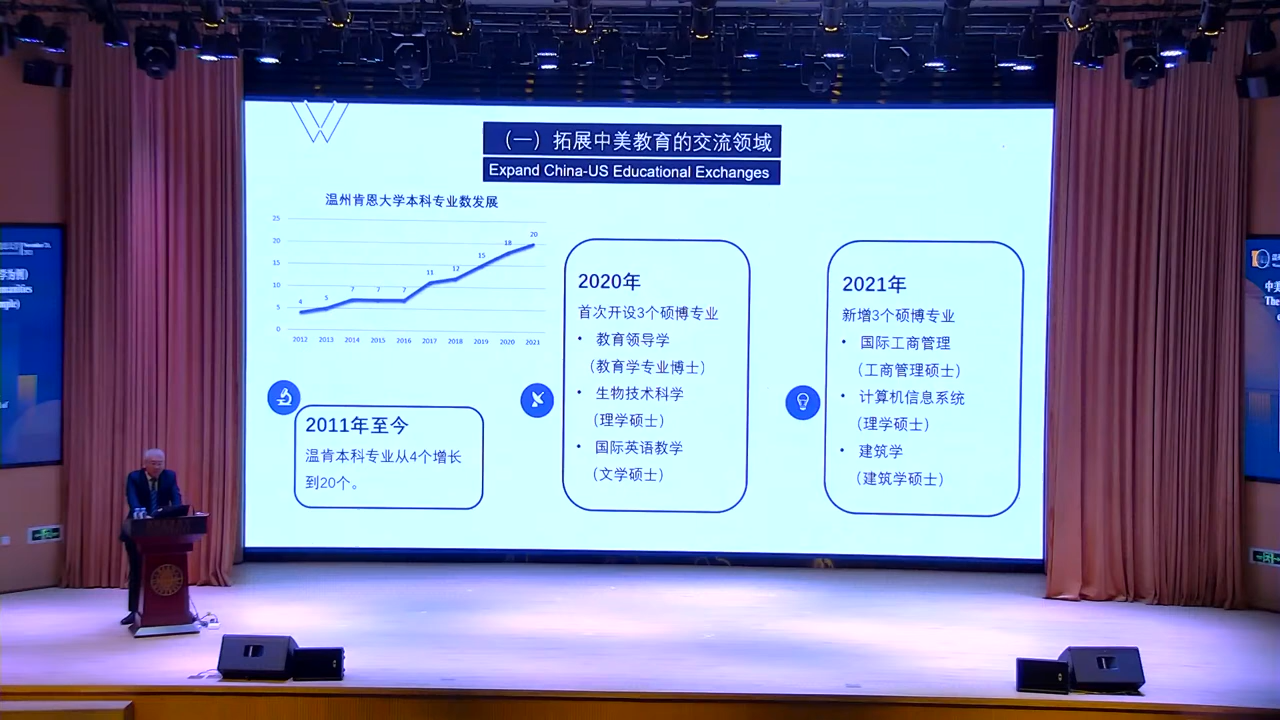 （一）拓展中美教育的交流领域
Expand China-US Educational Exchanges
温州肯恩大学本科专业数发展
25
20
15
10
5
0
4
5
7
7
7
11
12
15
18
20
2012
2013
2014
2015
2016
2017
2018
2019
2020
2021
2011年至今
温肯本科专业从4个增长
到20个。
2020年
首次开设3个硕博专业
• 教育领导学
（教育学专业博士）
• 生物技术科学
（理学硕士）
• 国际英语教学
（文学硕士）
2021年
新增3个硕博专业
• 国际工商管理
（工商管理硕士）
• 计算机信息系统
（理学硕士）
• 建筑学
（建筑学硕士）
中美
The